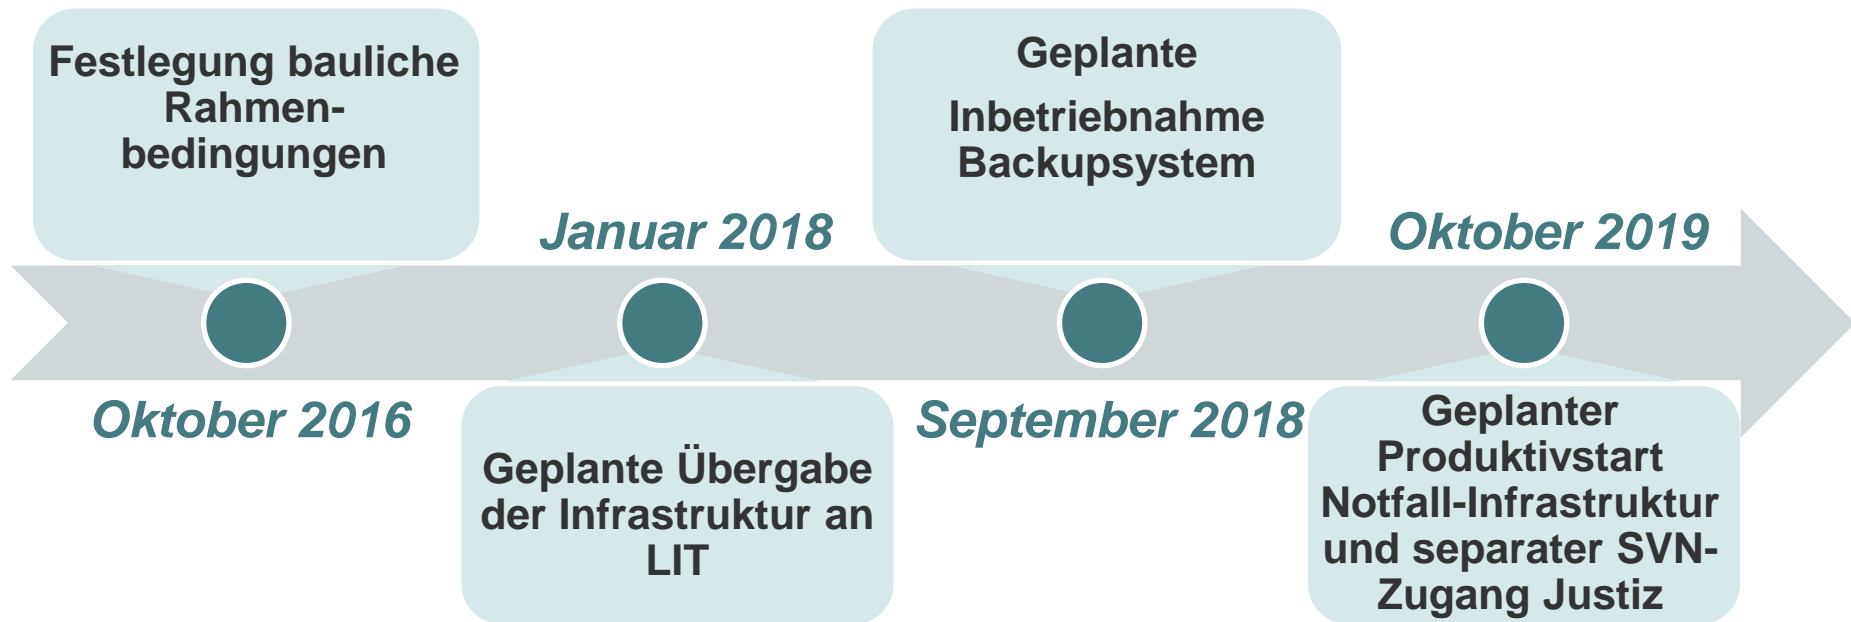 Festlegung bauliche
Rahmen-
bedingungen
Oktober 2016
Januar 2018
Geplante Übergabe
der Infrastruktur an
LIT
Geplante
Inbetriebnahme
Backupsystem
September 2018
Oktober 2019
Geplanter
Produktivstart
Notfall-Infrastruktur
und separater SVN-
Zugang Justiz